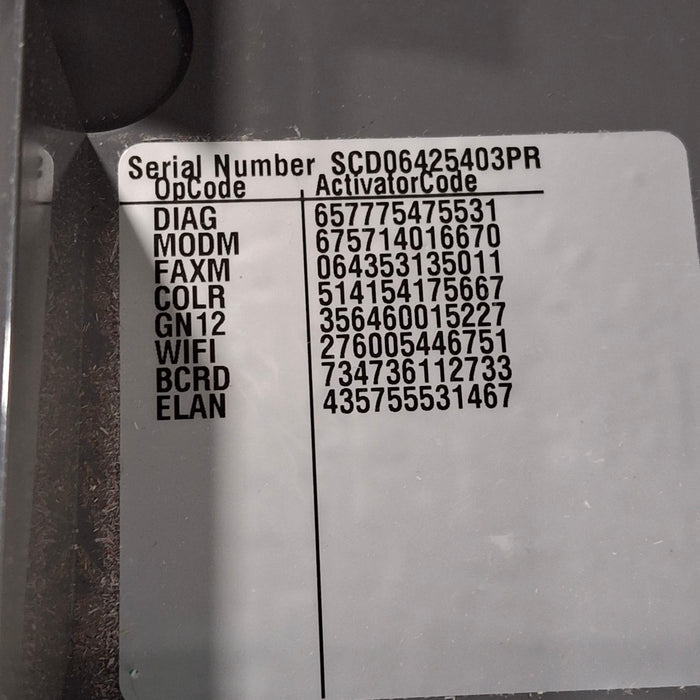 Serial Number SCD06425403PR
OpCode ActivatorCode
DIAG 657775475531
MODM 675714016670
FAXM 064353135011
COLR 514154175667
GN12 356460015227
WIFI 276005446751
BCRD 734736112733
ELAN 435755531467